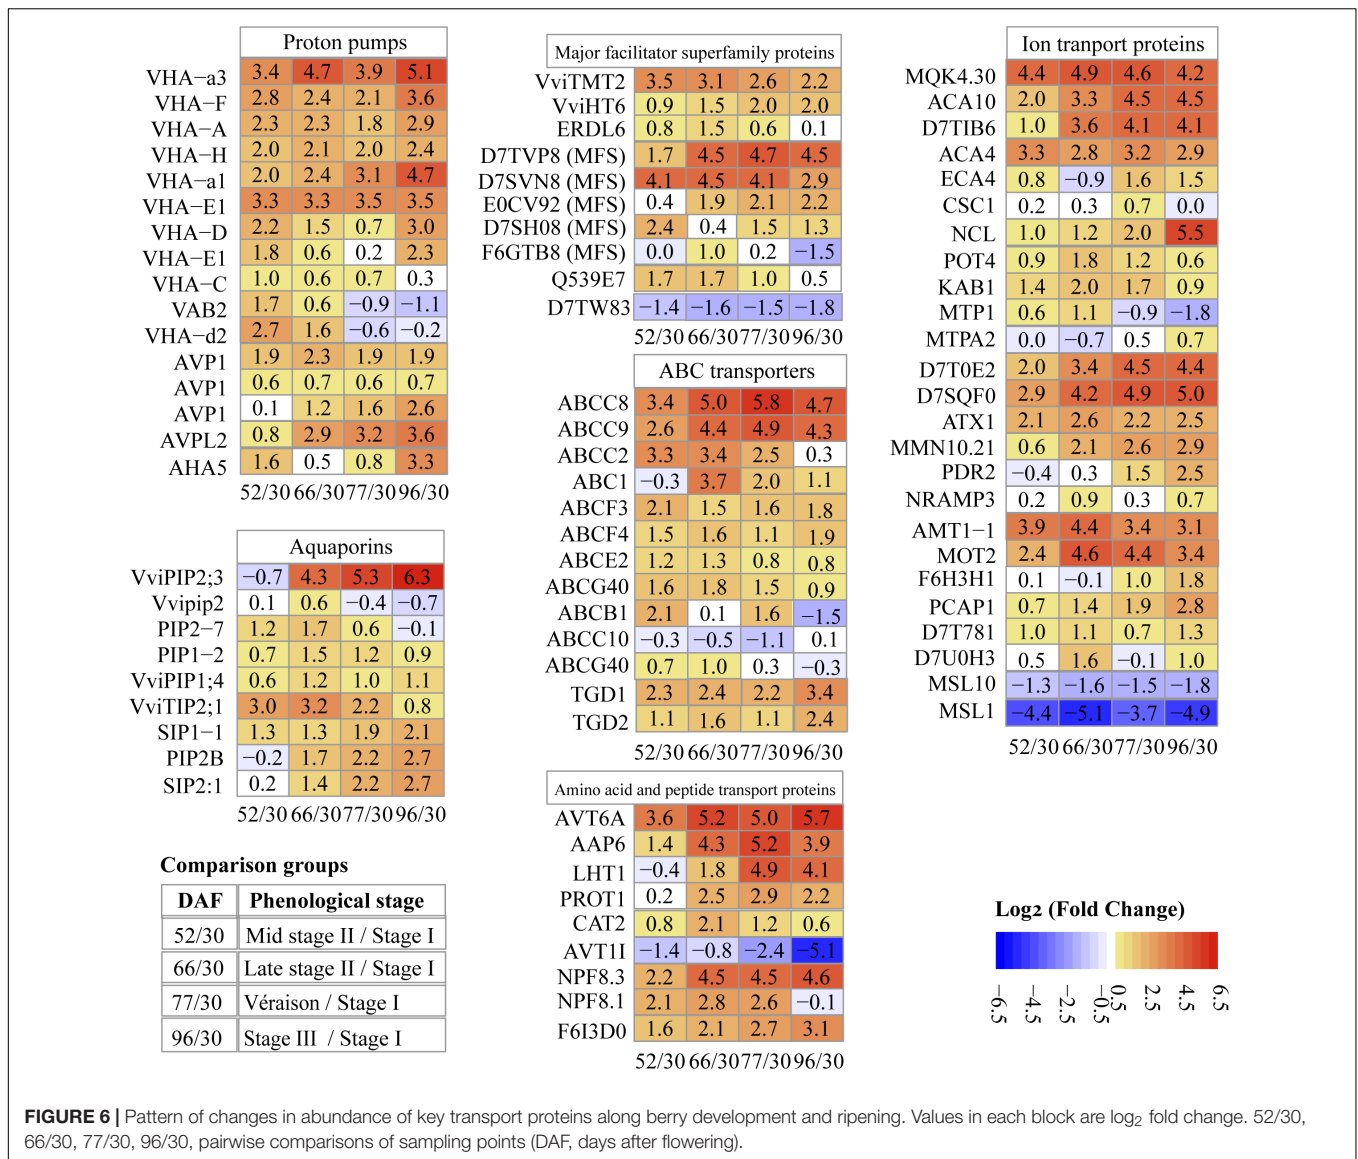 Proton pumps
VHA−a3 3.4 4.7 3.9 5.1
VHA−F 2.8 2.4 2.1 3.6
VHA−A 2.3 2.3 1.8 2.9
VHA−H 2.0 2.1 2.0 2.4
VHA−a1 2.0 2.4 3.1 4.7
VHA−E1 3.3 3.3 3.5 3.5
VHA−D 2.2 1.5 0.7 3.0
VHA−E1 1.8 0.6 0.2 2.3
VHA−C 1.0 0.6 0.7 0.3
VAB2 1.7 0.6 −0.9 −1.1
VHA−d2 2.7 1.6 −0.6 −0.2
AVP1 1.9 2.3 1.9 1.9
AVP1 0.6 0.7 0.6 0.7
AVP1 0.1 1.2 1.6 2.6
AVPL2 0.8 2.9 3.2 3.6
AHA5 1.6 0.5 0.8 3.3
52/30 66/30 77/30 96/30
Aquaporins
VviPIP2;3 −0.7 4.3 5.3 6.3
Vvipip2 0.1 0.6 −0.4 −0.7
PIP2−7 1.2 1.7 0.6 −0.1
PIP1−2 0.7 1.5 1.2 0.9
VviPIP1;4 0.6 1.2 1.0 1.1
VviTIP2;1 3.0 3.2 2.2 0.8
SIP1−1 1.3 1.3 1.9 2.1
PIP2B −0.2 1.7 2.2 2.7
SIP2:1 0.2 1.4 2.2 2.7
52/30 66/30 77/30 96/30
Comparison groups
DAF Phenological stage
52/30 Mid stage II / Stage I
66/30 Late stage II / Stage I
77/30 Véraison / Stage I
96/30 Stage III / Stage I
Major facilitator superfamily proteins
VviTMT2 3.5 3.1 2.6 2.2
VviHT6 0.9 1.5 2.0 2.0
ERDL6 0.8 1.5 0.6 0.1
D7TVP8 (MFS) 1.7 4.5 4.7 4.5
D7SVN8 (MFS) 4.1 4.5 4.1 2.9
E0CV92 (MFS) 0.4 1.9 2.1 2.2
D7SH08 (MFS) 2.4 0.4 1.5 1.3
F6GTB8 (MFS) 0.0 1.0 0.2 −1.5
Q539E7 1.7 1.7 1.0 0.5
D7TW83 −1.4 −1.6 −1.5 −1.8
52/30 66/30 77/30 96/30
ABC transporters
ABCC8 3.4 5.0 5.8 4.7
ABCC9 2.6 4.4 4.9 4.3
ABCC2 3.3 3.4 2.5 0.3
ABC1 −0.3 3.7 2.0 1.1
ABCF3 2.1 1.5 1.6 1.8
ABCF4 1.5 1.6 1.1 1.9
ABCE2 1.2 1.3 0.8 0.8
ABCG40 1.6 1.8 1.5 0.9
ABCB1 2.1 0.1 1.6 −1.5
ABCC10 −0.3 −0.5 −1.1 0.1
ABCG40 0.7 1.0 0.3 −0.3
TGD1 2.3 2.4 2.2 3.4
TGD2 1.1 1.6 1.1 2.4
52/30 66/30 77/30 96/30
Amino acid and peptide transport proteins
AVT6A 3.6 5.2 5.0 5.7
AAP6 1.4 4.3 5.2 3.9
LHT1 −0.4 1.8 4.9 4.1
PROT1 0.2 2.5 2.9 2.2
CAT2 0.8 2.1 1.2 0.6
AVT1I −1.4 −0.8 −2.4 −5.1
NPF8.3 2.2 4.5 4.5 4.6
NPF8.1 2.1 2.8 2.6 −0.1
F6I3D0 1.6 2.1 2.7 3.1
52/30 66/30 77/30 96/30
Ion tranport proteins
MQK4.30 4.4 4.9 4.6 4.2
ACA10 2.0 3.3 4.5 4.5
D7TIB6 1.0 3.6 4.1 4.1
ACA4 3.3 2.8 3.2 2.9
ECA4 0.8 −0.9 1.6 1.5
CSC1 0.2 0.3 0.7 0.0
NCL 1.0 1.2 2.0 5.5
POT4 0.9 1.8 1.2 0.6
KAB1 1.4 2.0 1.7 0.9
MTP1 0.6 1.1 −0.9 −1.8
MTPA2 0.0 −0.7 0.5 0.7
D7T0E2 2.0 3.4 4.5 4.4
D7SQF0 2.9 4.2 4.9 5.0
ATX1 2.1 2.6 2.2 2.5
MMN10.21 0.6 2.1 2.6 2.9
PDR2 −0.4 0.3 1.5 2.5
NRAMP3 0.2 0.9 0.3 0.7
AMT1−1 3.9 4.4 3.4 3.1
MOT2 2.4 4.6 4.4 3.4
F6H3H1 0.1 −0.1 1.0 1.8
PCAP1 0.7 1.4 1.9 2.8
D7T781 1.0 1.1 0.7 1.3
D7U0H3 0.5 1.6 −0.1 1.0
MSL10 −1.3 −1.6 −1.5 −1.8
MSL1 −4.4 −5.1 −3.7 −4.9
52/30 66/30 77/30 96/30
Log2 (Fold Change)
−6.5 −4.5 −2.5 −0.5 0.5 2.5 4.5 6.5
FIGURE 6 | Pattern of changes in abundance of key transport proteins along berry development and ripening. Values in each block are log2 fold change. 52/30,
66/30, 77/30, 96/30, pairwise comparisons of sampling points (DAF, days after flowering).